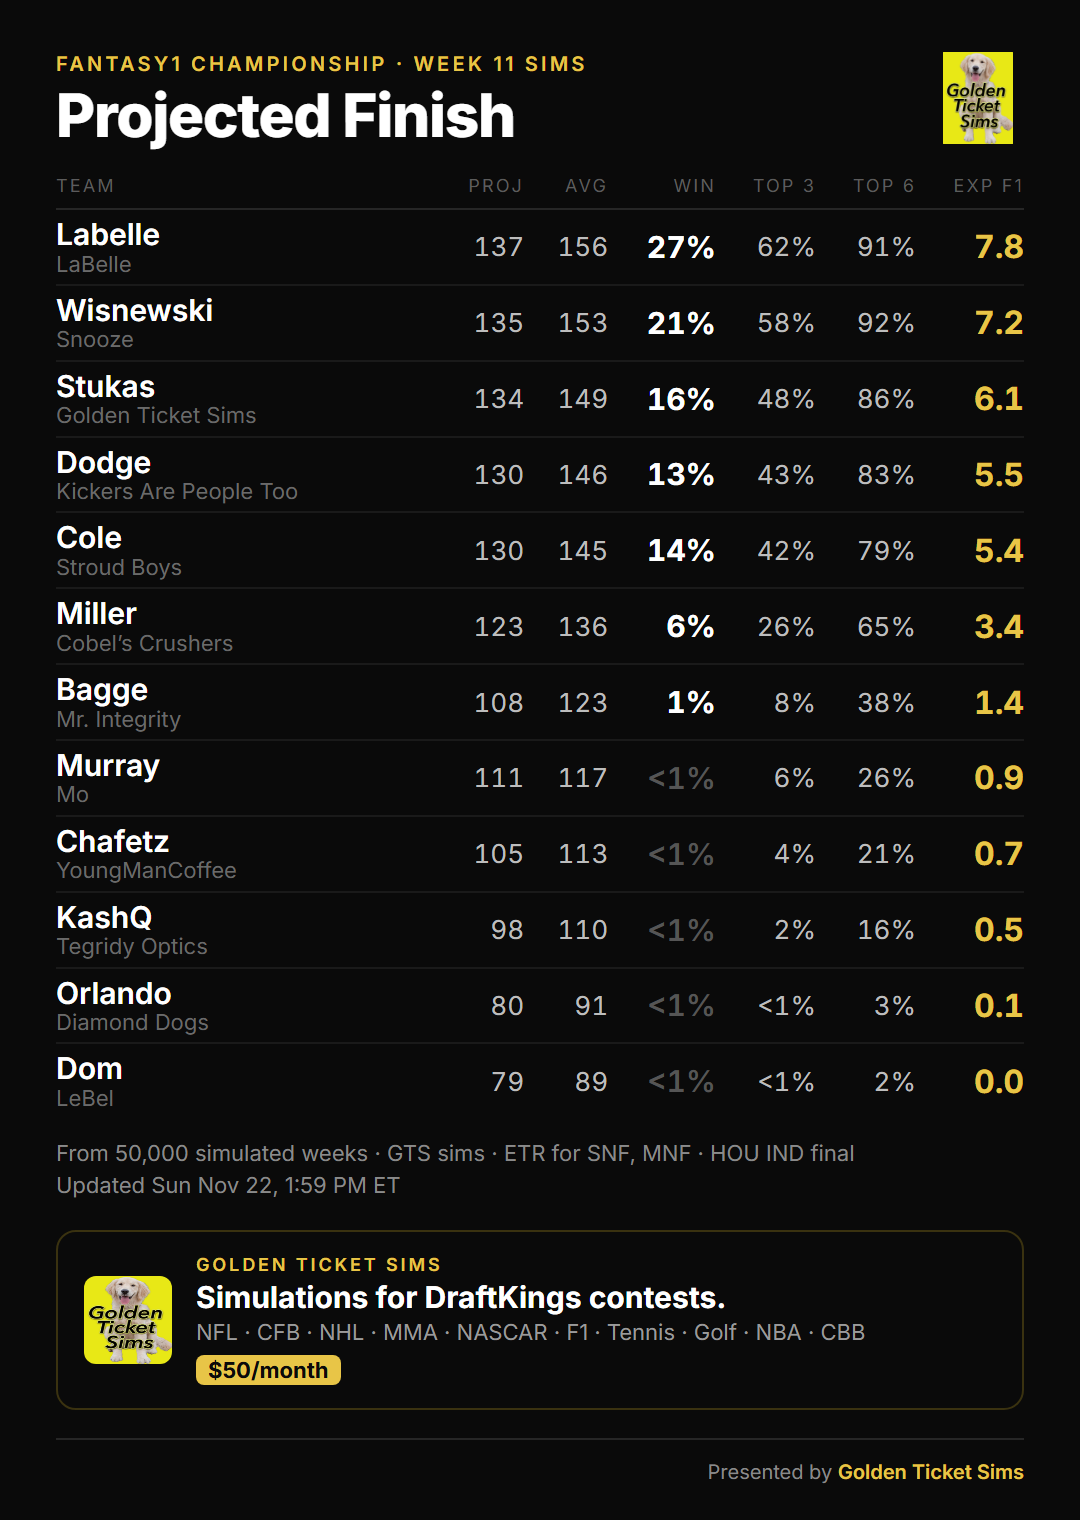 FANTASY1 CHAMPIONSHIP · WEEK 11 SIMS
Projected Finish
Golden
Ticket
Sims
TEAM PROJ AVG WIN TOP 3 TOP 6 EXP F1
Labelle 137 156 27% 62% 91% 7.8
LaBelle
Wisnewski 135 153 21% 58% 92% 7.2
Snooze
Stukas 134 149 16% 48% 86% 6.1
Golden Ticket Sims
Dodge 130 146 13% 43% 83% 5.5
Kickers Are People Too
Cole 130 145 14% 42% 79% 5.4
Stroud Boys
Miller 123 136 6% 26% 65% 3.4
Cobel’s Crushers
Bagge 108 123 1% 8% 38% 1.4
Mr. Integrity
Murray 111 117 <1% 6% 26% 0.9
Mo
Chafetz 105 113 <1% 4% 21% 0.7
YoungManCoffee
KashQ 98 110 <1% 2% 16% 0.5
Tegridy Optics
Orlando 80 91 <1% <1% 3% 0.1
Diamond Dogs
Dom 79 89 <1% <1% 2% 0.0
LeBel
From 50,000 simulated weeks · GTS sims · ETR for SNF, MNF · HOU IND final
Updated Sun Nov 22, 1:59 PM ET
Golden
Ticket
Sims
GOLDEN TICKET SIMS
Simulations for DraftKings contests.
NFL · CFB · NHL · MMA · NASCAR · F1 · Tennis · Golf · NBA · CBB
$50/month
Presented by Golden Ticket Sims